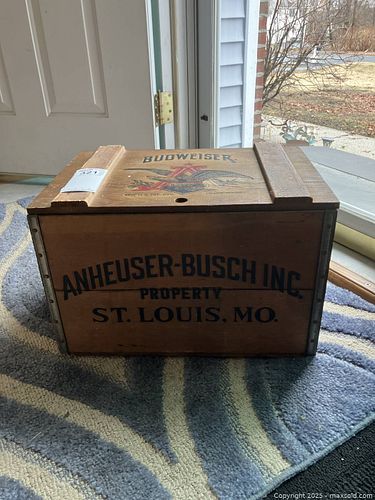 BUDWEISER
ANHEUSER-BUSCH INC.
PROPERTY
ST. LOUIS, MO.
Copyright 2025 - maxsold.com